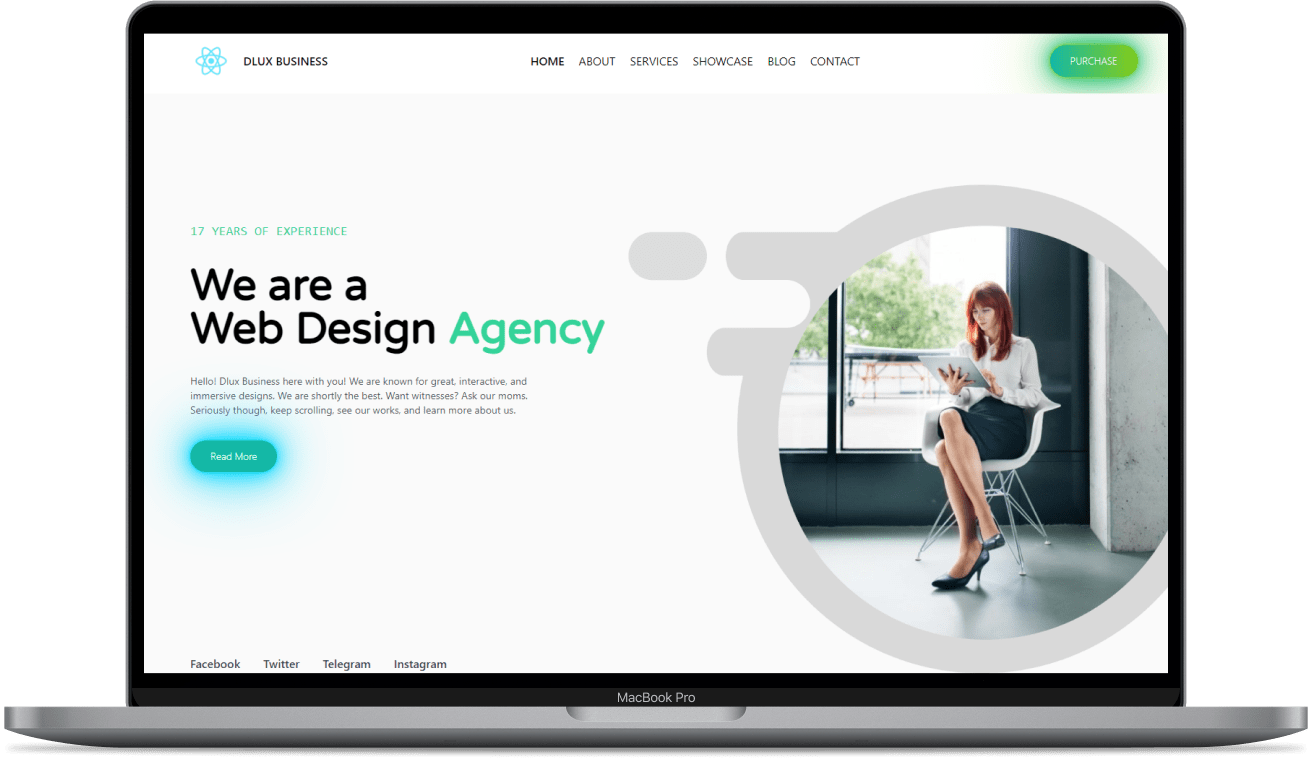 DLUX BUSINESS
HOME ABOUT SERVICES SHOWCASE BLOG CONTACT
PURCHASE
17 YEARS OF EXPERIENCE
We are a
Web Design Agency
Hello! Dlux Business here with you! We are known for great, interactive, and
immersive designs. We are shortly the best. Want witnesses? Ask our moms.
Seriously though, keep scrolling, see our works, and learn more about us.
Read More
Facebook Twitter Telegram Instagram
MacBook Pro